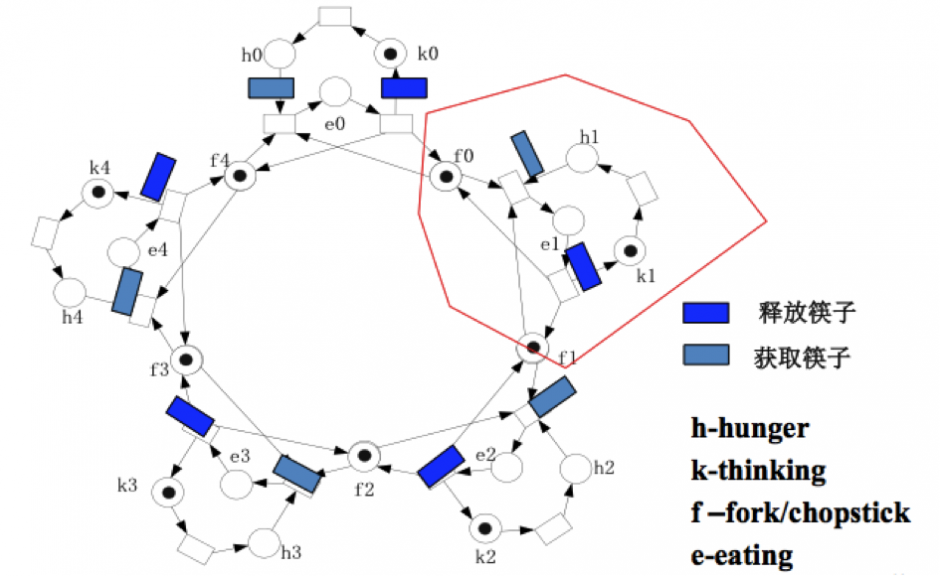 h0
k0
e0
f4
f0
h1
k4
e4
e1
k1
h4
f3
f1
释放筷子
获取筷子
e3
e2
h2
k3
f2
h3
k2
h-hunger
k-thinking
f –fork/chopstick
e-eating